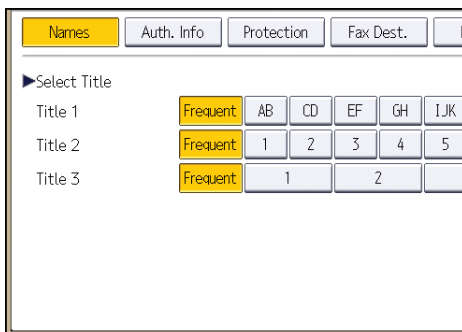 Names Auth. Info Protection Fax Dest.
▶Select Title
Title 1 Frequent AB CD EF GH IJK
Title 2 Frequent 1 2 3 4 5
Title 3 Frequent 1 2